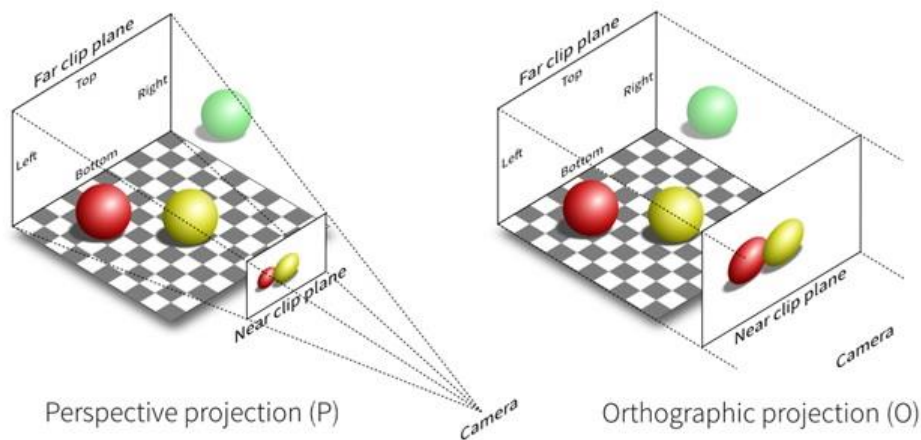 Far clip plane
Top
Right
Left
Bottom
Near clip plane
Camera
Perspective projection (P)
Far clip plane
Top
Right
Left
Bottom
Near clip plane
Camera
Orthographic projection (O)